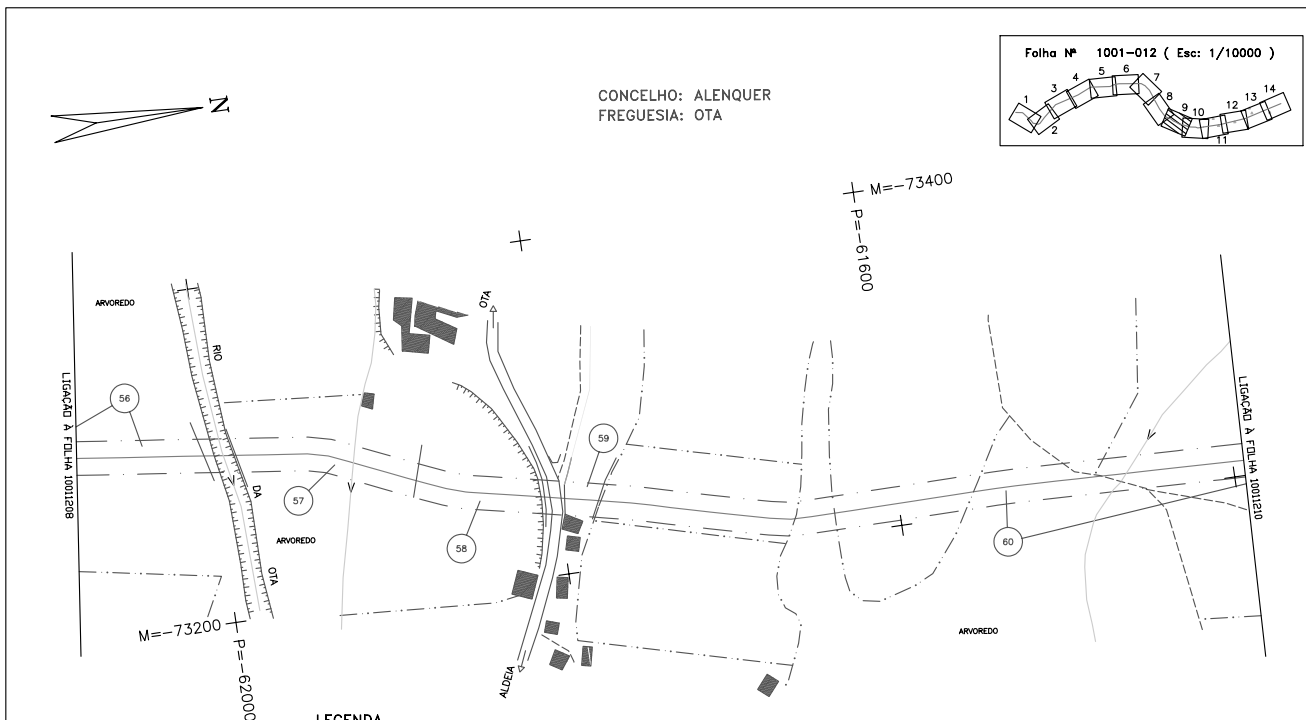 Folha Nª 1001-012 ( Esc: 1/10000 )
1
2
3
4
5
6
7
8
9
10
11
12
13
14
N
CONCELHO: ALENQUER
FREGUESIA: OTA
M=-73400
P=-61600
ARVOREDO
RIO
DA
OTA
OTA
LIGAÇÃO À FOLHA 10011208
LIGAÇÃO À FOLHA 10011210
56
57
58
59
60
ARVOREDO
ARVOREDO
M=-73200
P=-62000
ALDEIA
LEGENDA